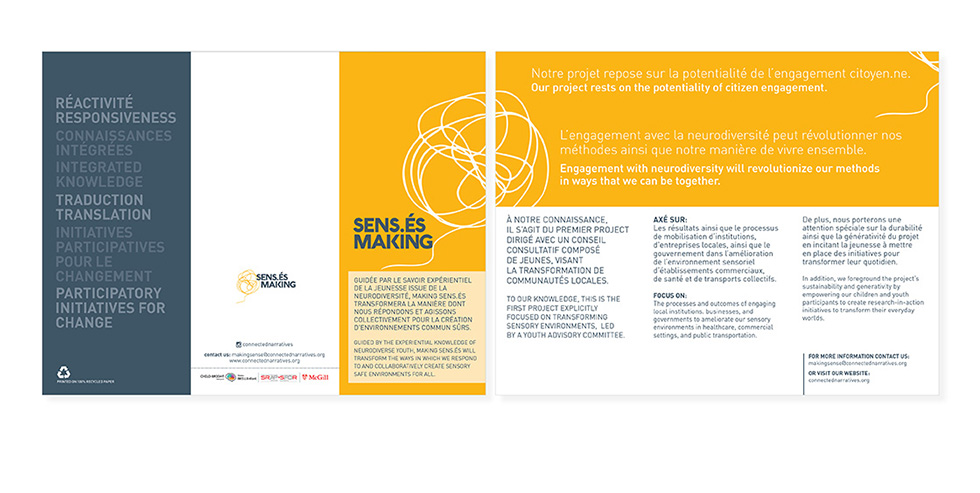 RÉACTIVITÉ
RESPONSIVENESS
CONNAISSANCES
INTÉGRÉES
INTEGRATED
KNOWLEDGE
TRADUCTION
TRANSLATION
INITIATIVES
PARTICIPATIVES
POUR LE
CHANGEMENT
PARTICIPATORY
INITIATIVES FOR
CHANGE
PRINTED ON 100% RECYCLED PAPER
SENS.ÉS
MAKING
connectednarratives
contact us: makingsense@connectednarratives.org
www.connectednarratives.org
CHILD-BRIGHT
McGill
SENS.ÉS
MAKING
GUIDÉE PAR LE SAVOIR EXPÉRIENTIEL
DE LA JEUNESSE ISSUE DE LA
NEURODIVERSITÉ, MAKING SENS.ÉS
TRANSFORMERA LA MANIÈRE DONT
NOUS RÉPONDONS ET AGISSONS
COLLECTIVEMENT POUR LA CRÉATION
D'ENVIRONNEMENTS COMMUN SÛRS.
GUIDED BY THE EXPERIENTIAL KNOWLEDGE OF
NEURODIVERSE YOUTH, MAKING SENS.ÉS WILL
TRANSFORM THE WAYS IN WHICH WE RESPOND
TO AND COLLABORATIVELY CREATE SENSORY
SAFE ENVIRONMENTS FOR ALL.
Notre projet repose sur la potentialité de l'engagement citoyen.ne.
Our project rests on the potentiality of citizen engagement.
L'engagement avec la neurodiversité peut révolutionner nos
méthodes ainsi que notre manière de vivre ensemble.
Engagement with neurodiversity will revolutionize our methods
in ways that we can be together.
À NOTRE CONNAISSANCE,
IL S'AGIT DU PREMIER PROJECT
DIRIGÉ AVEC UN CONSEIL
CONSULTATIF COMPOSÉ
DE JEUNES, VISANT
LA TRANSFORMATION DE
COMMUNAUTÉS LOCALES.
TO OUR KNOWLEDGE, THIS IS THE
FIRST PROJECT EXPLICITLY
FOCUSED ON TRANSFORMING
SENSORY ENVIRONMENTS, LED
BY A YOUTH ADVISORY COMMITTEE.
AXÉ SUR:
Les résultats ainsi que le processus
de mobilisation d'institutions,
d'entreprises locales, ainsi que le
gouvernement dans l'amélioration
de l'environnement sensoriel
d'établissements commerciaux,
de santé et de transports collectifs.
FOCUS ON:
The processes and outcomes of engaging
local institutions, businesses, and
governments to ameliorate our sensory
environments in healthcare, commercial
settings, and public transportation.
De plus, nous porterons une
attention spéciale sur la durabilité
ainsi que la générativité du projet
en incitant la jeunesse à mettre
en place des initiatives pour
transformer leur quotidien.
In addition, we foreground the project's
sustainability and generativity by
empowering our children and youth
participants to create research-in-action
initiatives to transform their everyday
worlds.
FOR MORE INFORMATION CONTACT US:
makingsense@connectednarratives.org
OR VISIT OUR WEBSITE:
connectednarratives.org